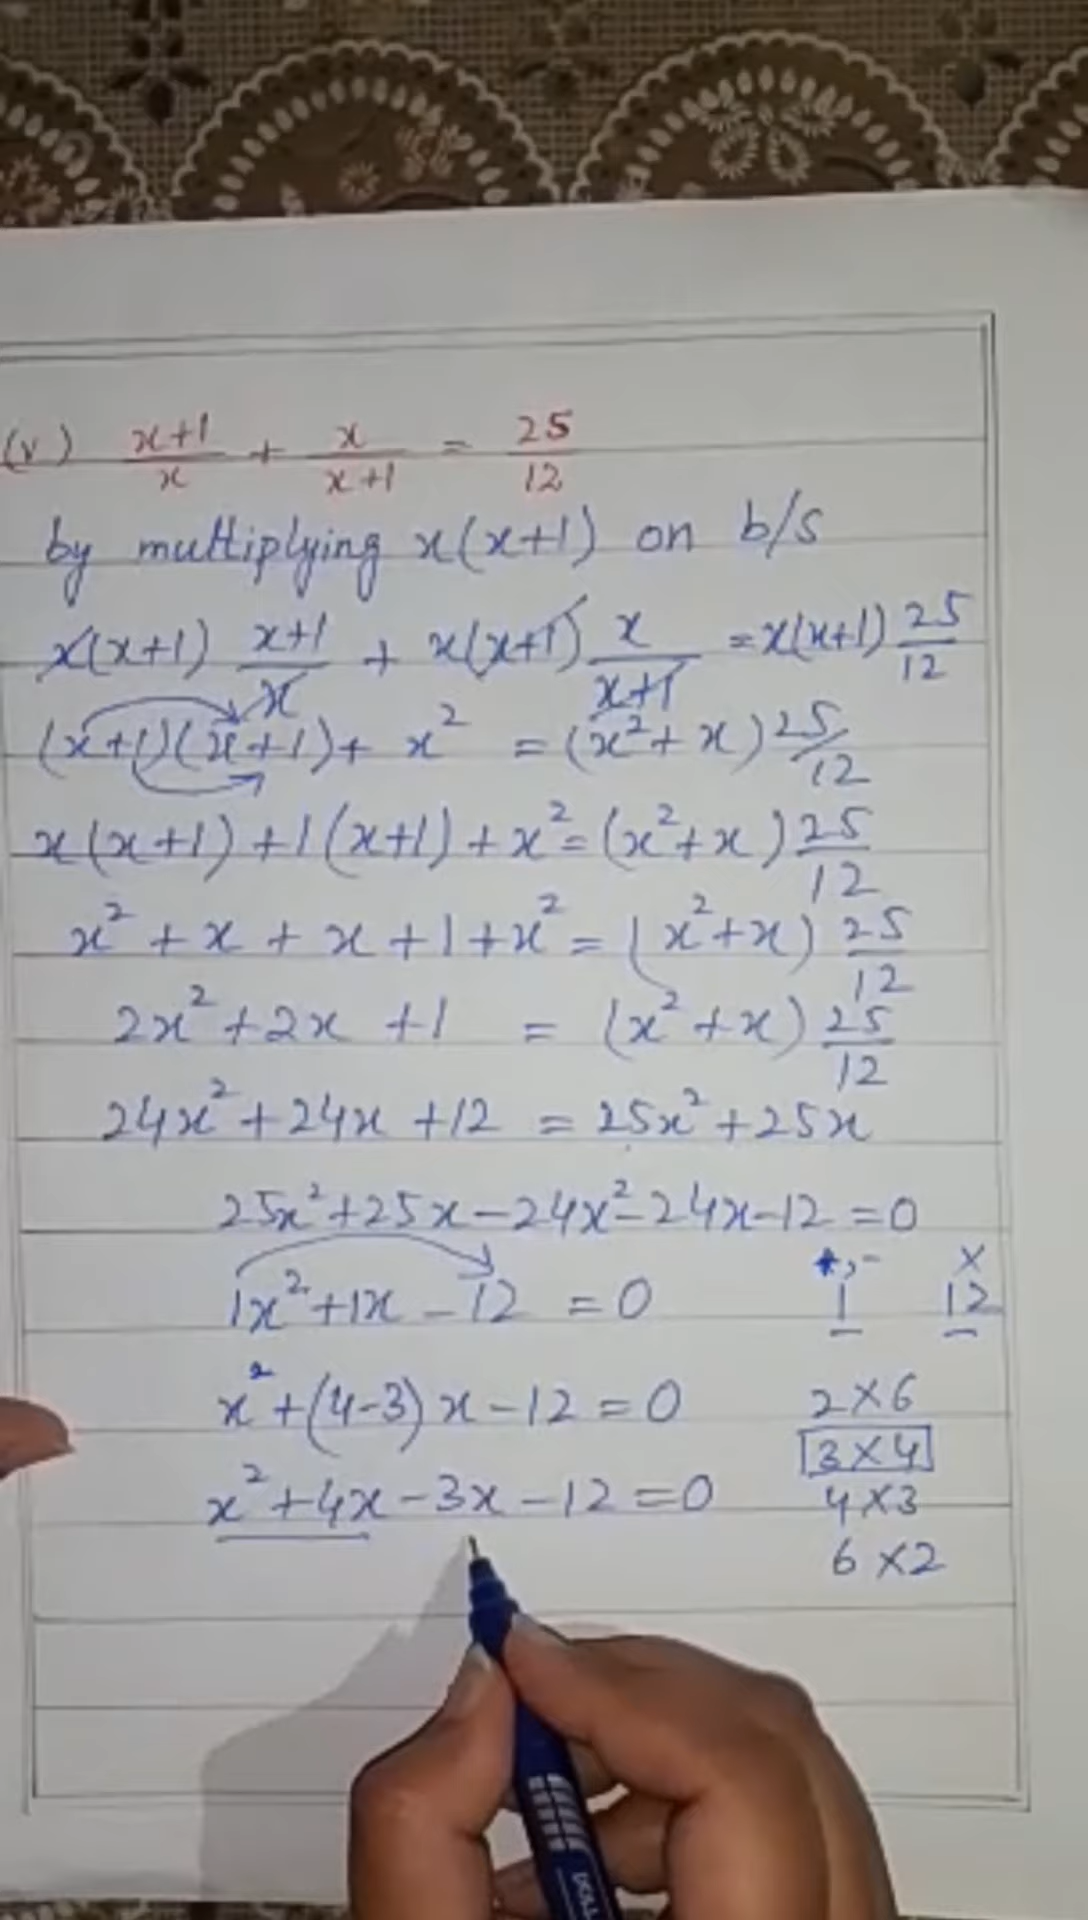 (v) (x+1)/x + x/(x+1) = 25/12
by multiplying x(x+1) on b/s
x(x+1) (x+1)/x + x(x+1) x/(x+1) = x(x+1) 25/12
(x+1)(x+1) + x² = (x²+x) 25/12
x(x+1) + 1(x+1) + x² = (x²+x) 25/12
x² + x + x + 1 + x² = (x²+x) 25/12
2x² + 2x + 1 = (x²+x) 25/12
24x² + 24x + 12 = 25x² + 25x
25x² + 25x - 24x² - 24x - 12 = 0
+,- ×
1x² + 1x - 12 = 0 1 12
x² + (4-3)x - 12 = 0 2×6
3×4
x² + 4x - 3x - 12 = 0 4×3
6×2
DOLL